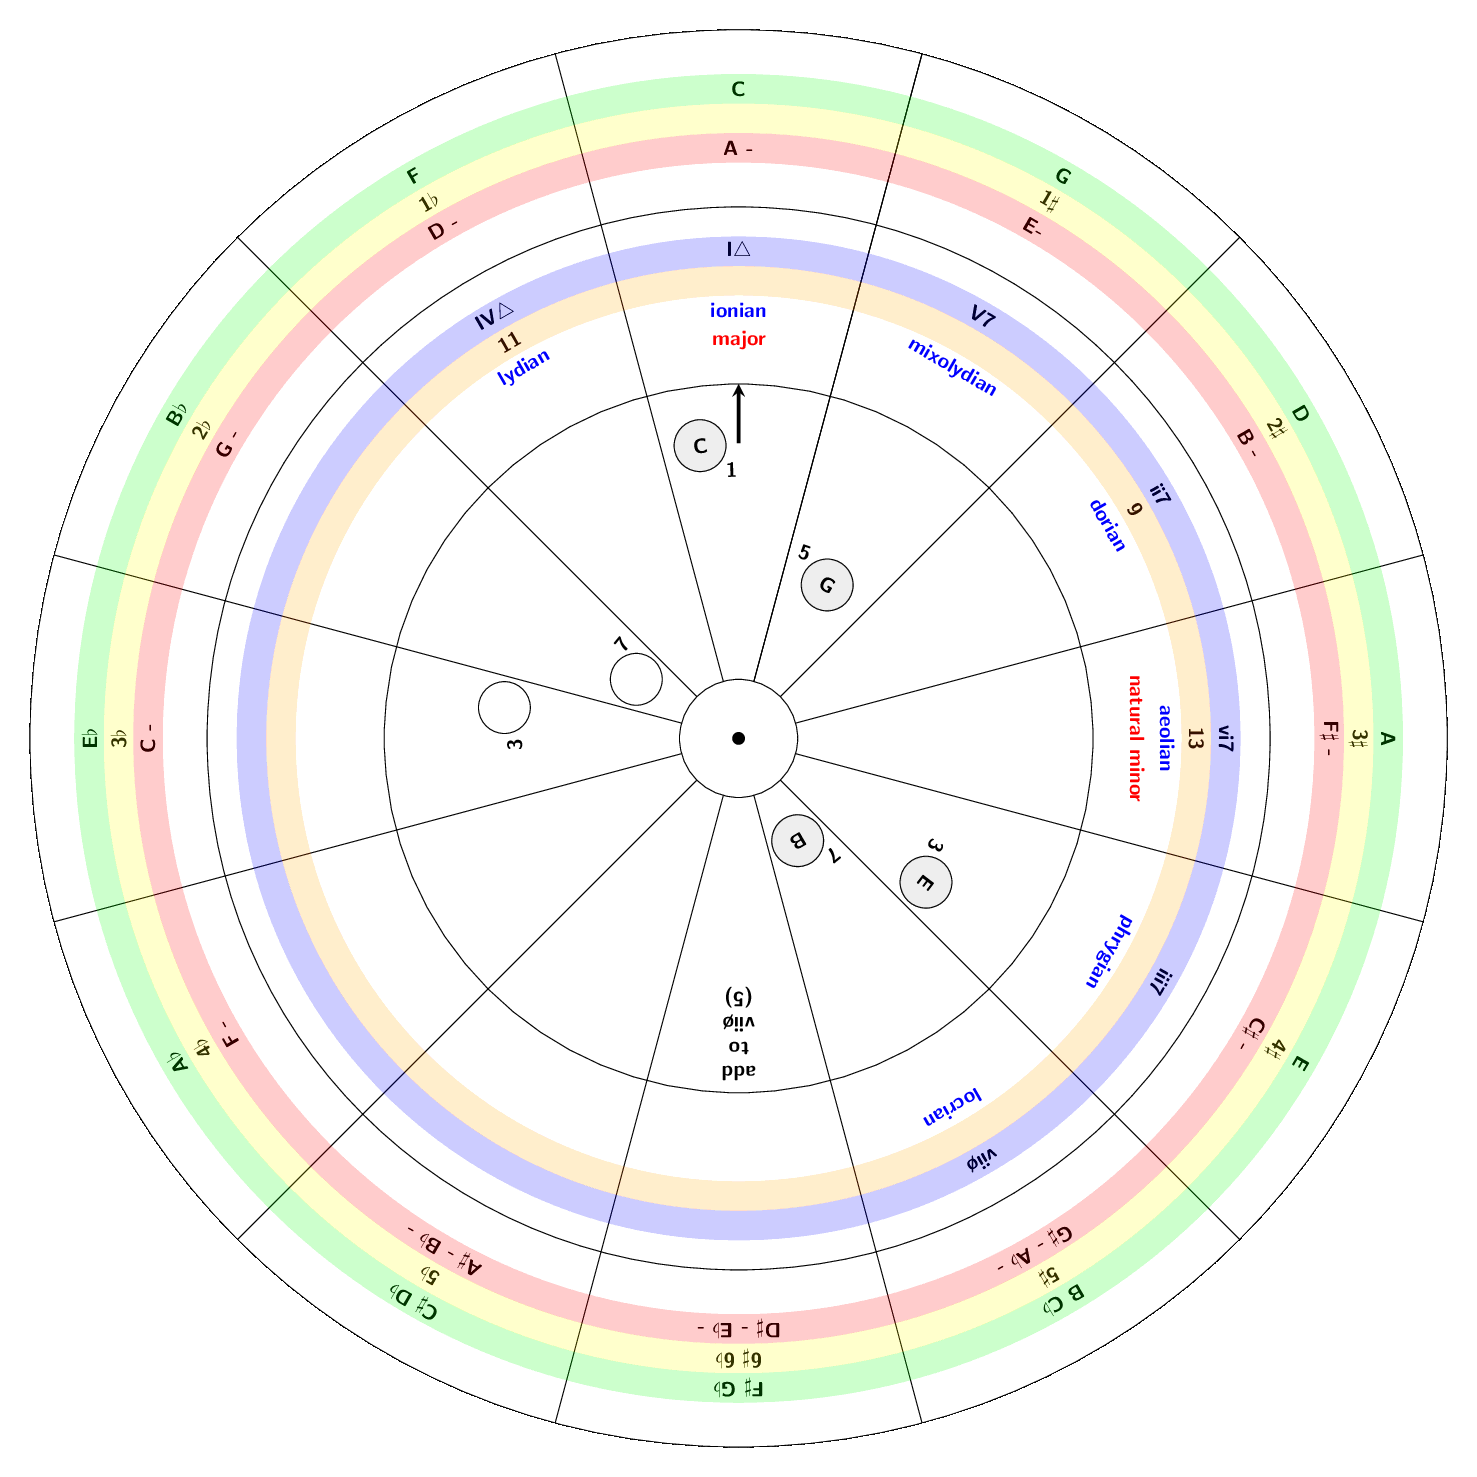 C
A -
G
1♯
E-
D
2♯
B -
A
3♯
F♯ -
E
4♯
C♯ -
B C♭
5♯
G♯ - A♭ -
F♯ G♭
6♯ 6♭
D♯ - E♭ -
C♯ D♭
5♭
A♯ - B♭ -
A♭
4♭
F -
E♭
3♭
C -
B♭
2♭
G -
F
1♭
D -
I△
ionian
major
V7
mixolydian
ii7
9
dorian
vi7
13
aeolian
natural minor
iii7
phrygian
viiø
locrian
IV△
11
lydian
C
1
5
G
3
E
B
7
add
to
viiø
(5)
3
7